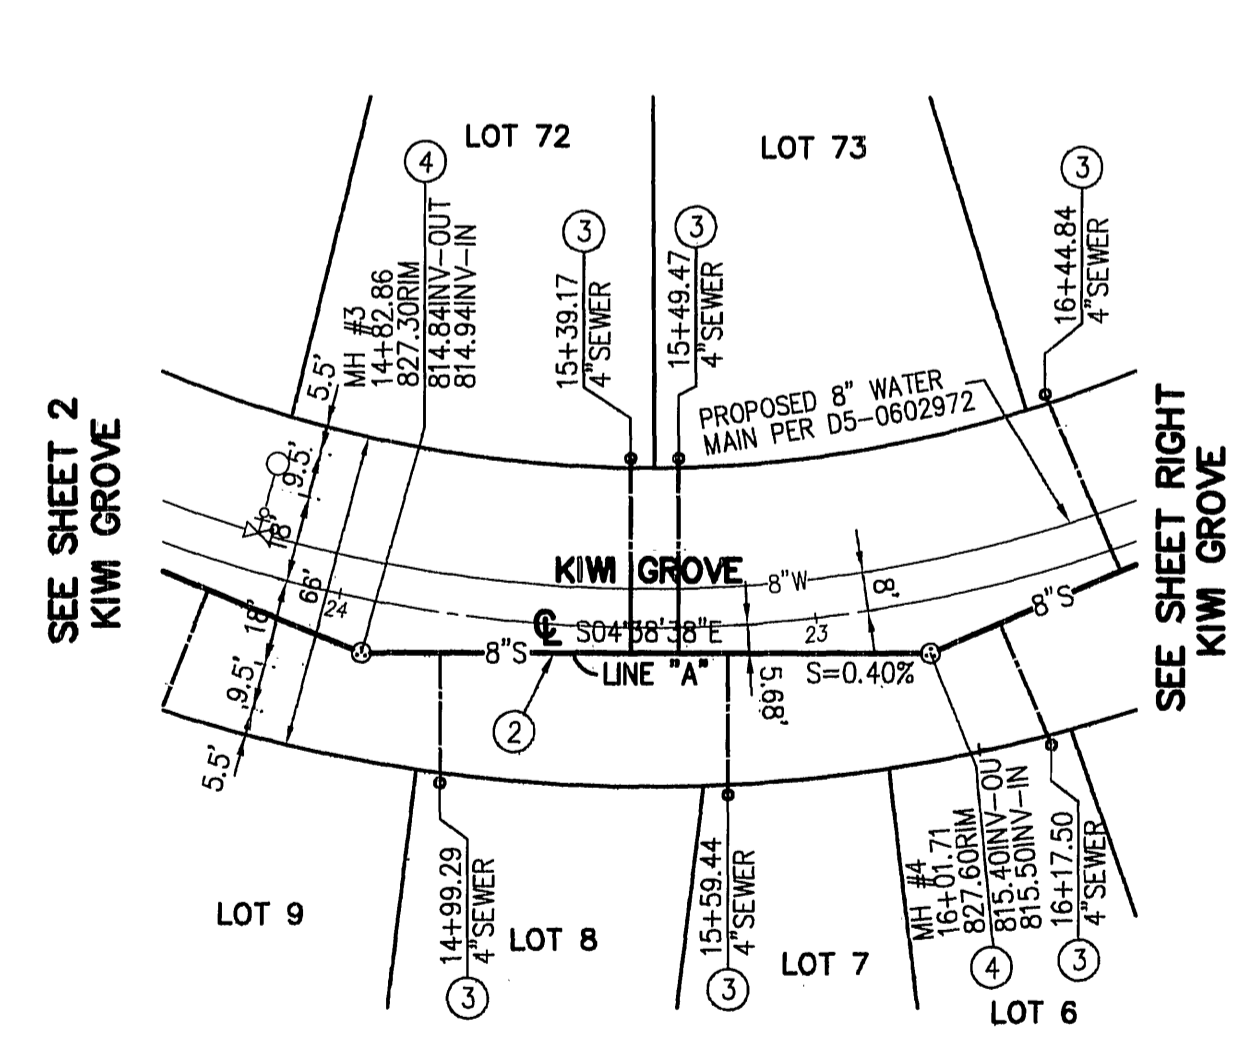 LOT 72
LOT 73
4
3
3
3
MH #3
14+82.86
827.30RIM
814.84INV-OUT
814.94INV-IN
15+39.17
4"SEWER
15+49.47
4"SEWER
16+44.84
4"SEWER
PROPOSED 8" WATER
MAIN PER D5-0602972
SEE SHEET 2
KIWI GROVE
SEE SHEET RIGHT
KIWI GROVE
5.5'
9.5'
18'
66'
24
18'
9.5'
5.5'
KIWI GROVE
8"W
8'
23
℄ S04°38'38"E
8"S
8"S
LINE "A"
S=0.40%
5.68'
2
14+99.29
4"SEWER
3
15+59.44
4"SEWER
3
MH #4
16+01.71
827.60RIM
815.40INV-OU
815.50INV-IN
4
16+17.50
4"SEWER
3
LOT 9
LOT 8
LOT 7
LOT 6